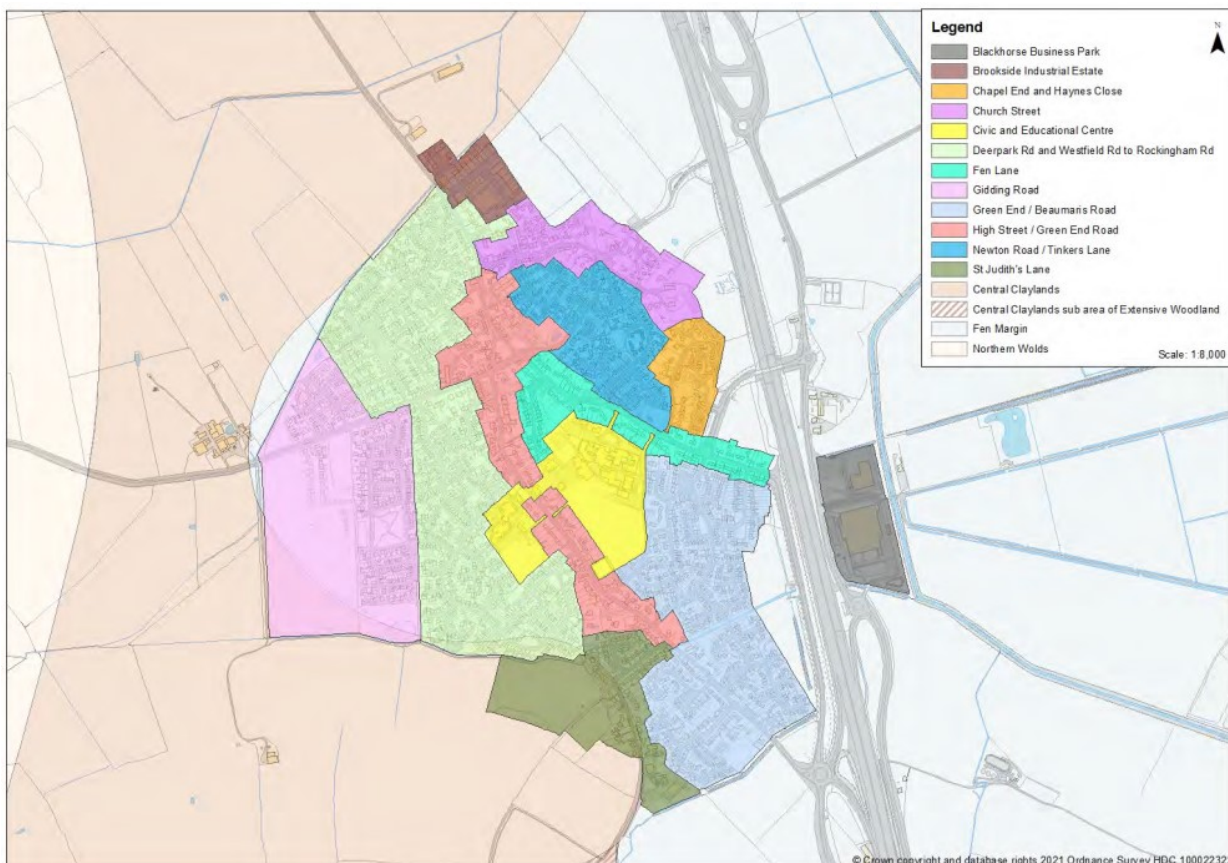 Legend
N
Blackhorse Business Park
Brookside Industrial Estate
Chapel End and Haynes Close
Church Street
Civic and Educational Centre
Deerpark Rd and Westfield Rd to Rockingham Rd
Fen Lane
Gidding Road
Green End / Beaumaris Road
High Street / Green End Road
Newton Road / Tinkers Lane
St Judith's Lane
Central Claylands
Central Claylands sub area of Extensive Woodland
Fen Margin
Northern Wolds
Scale: 1:8,000
© Crown copyright and database rights 2021 Ordnance Survey HDC 10002232